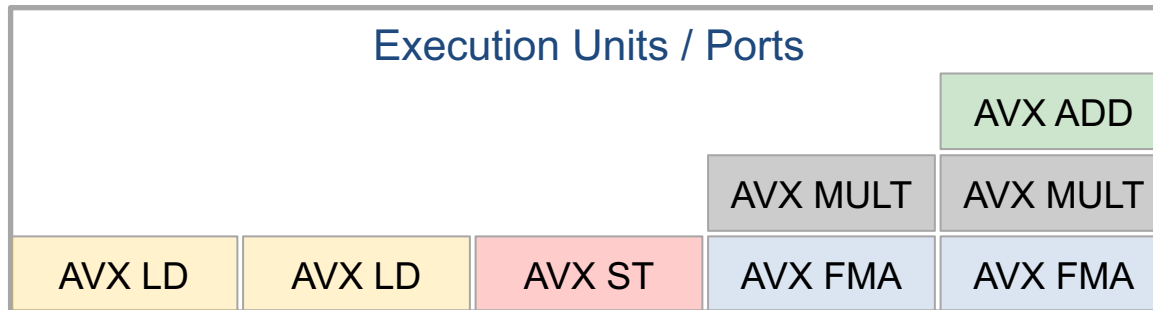 Execution Units / Ports
AVX ADD
AVX MULT AVX MULT
AVX LD AVX LD AVX ST AVX FMA AVX FMA